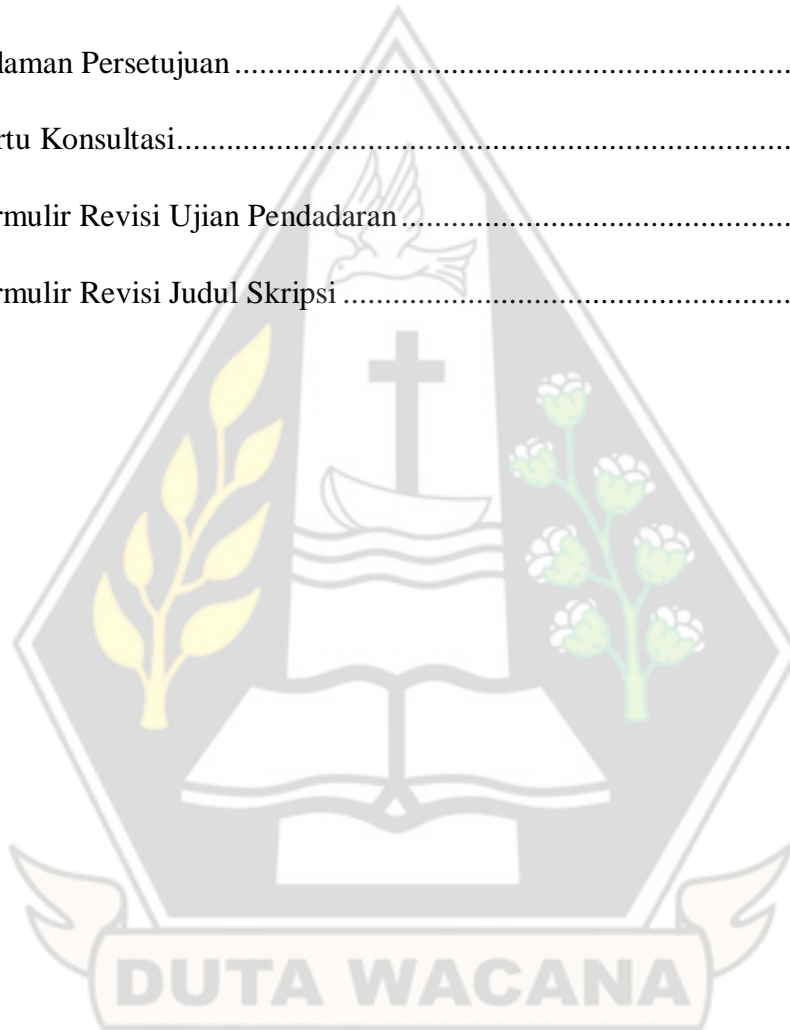 laman Persetujuan ........................................................................
rtu Konsultasi..............................................................................
rmulir Revisi Ujian Pendadaran ..................................................
rmulir Revisi Judul Skripsi .........................................................
DUTA WACANA